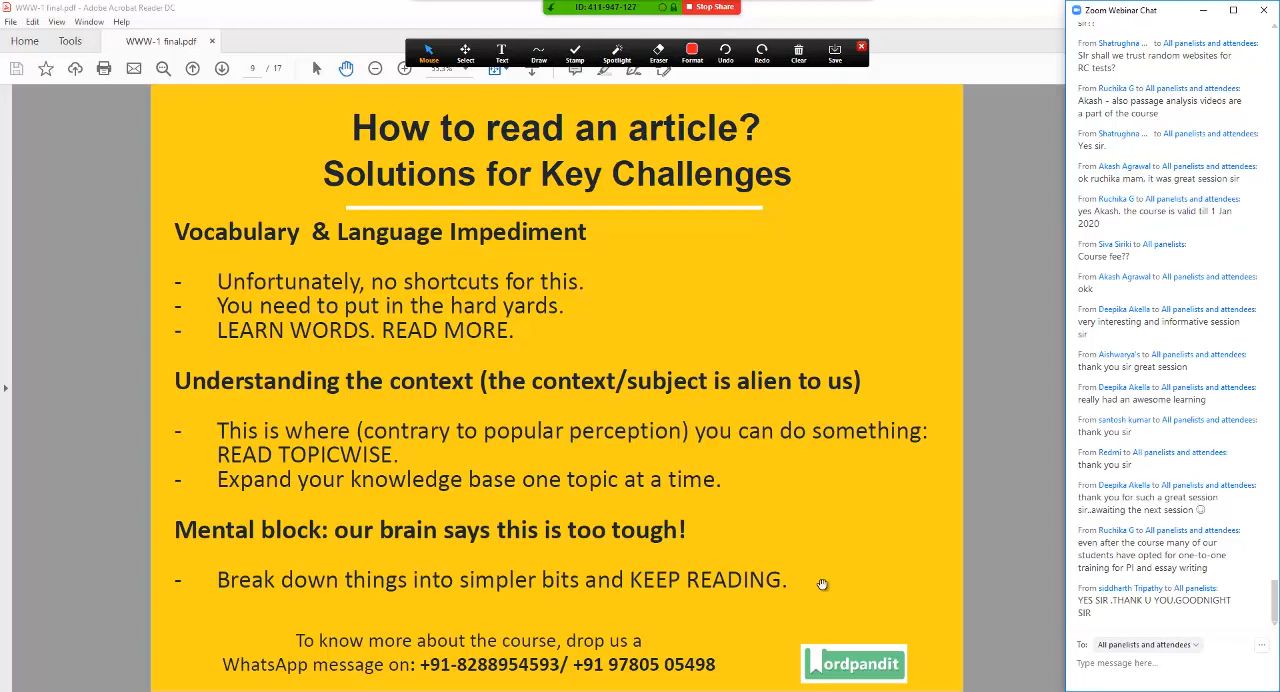 WWW-1 final.pdf - Adobe Acrobat Reader DC
File Edit View Window Help
Home Tools WWW-1 final.pdf ×
9 / 17
ID: 411-947-127 Stop Share
Mouse Select Text Draw Stamp Spotlight Eraser Format Undo Redo Clear Save
How to read an article?
Solutions for Key Challenges
Vocabulary & Language Impediment
- Unfortunately, no shortcuts for this.
- You need to put in the hard yards.
- LEARN WORDS. READ MORE.
Understanding the context (the context/subject is alien to us)
- This is where (contrary to popular perception) you can do something:
READ TOPICWISE.
- Expand your knowledge base one topic at a time.
Mental block: our brain says this is too tough!
- Break down things into simpler bits and KEEP READING.
To know more about the course, drop us a
WhatsApp message on: +91-8288954593/ +91 97805 05498
Wordpandit
Zoom Webinar Chat
From Shatrughna ... to All panelists and attendees:
SIr shall we trust random websites for
RC tests?
From Ruchika G to All panelists and attendees:
Akash - also passage analysis videos are
a part of the course
From Shatrughna ... to All panelists and attendees:
Yes sir.
From Akash Agrawal to All panelists and attendees:
ok ruchika mam, it was great session sir
From Ruchika G to All panelists and attendees:
yes Akash. the course is valid till 1 Jan
2020
From Siva Siriki to All panelists:
Course fee??
From Akash Agrawal to All panelists and attendees:
okk
From Deepika Akella to All panelists and attendees:
very interesting and informative session
sir
From Aishwarya's to All panelists and attendees:
thank you sir great session
From Deepika Akella to All panelists and attendees:
really had an awesome learning
From santosh kumar to All panelists and attendees:
thank you sir
From Redmi to All panelists and attendees:
thank you sir
From Deepika Akella to All panelists and attendees:
thank you for such a great session
sir..awaiting the next session ☺
From Ruchika G to All panelists and attendees:
even after the course many of our
students have opted for one-to-one
training for PI and essay writing
From siddharth Tripathy to All panelists:
YES SIR .THANK U YOU.GOODNIGHT
SIR
To: All panelists and attendees
Type message here...